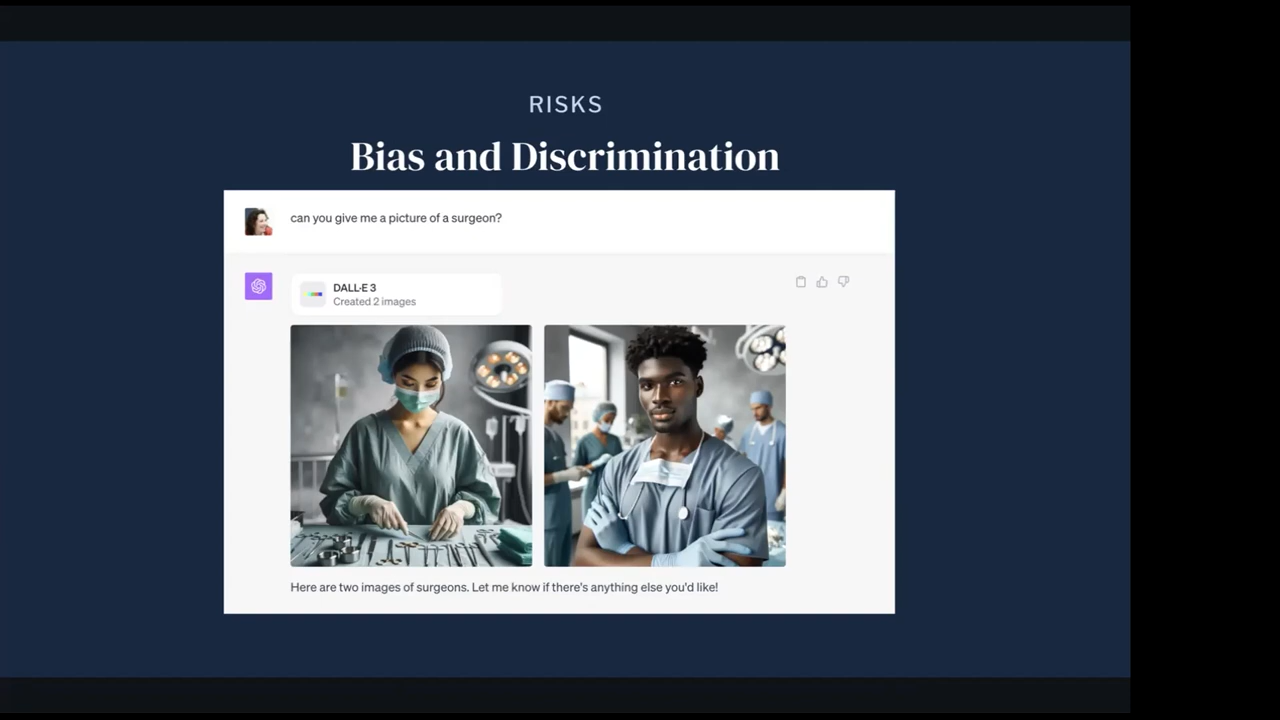 RISKS
Bias and Discrimination
can you give me a picture of a surgeon?
DALL·E 3
Created 2 images
Here are two images of surgeons. Let me know if there's anything else you'd like!